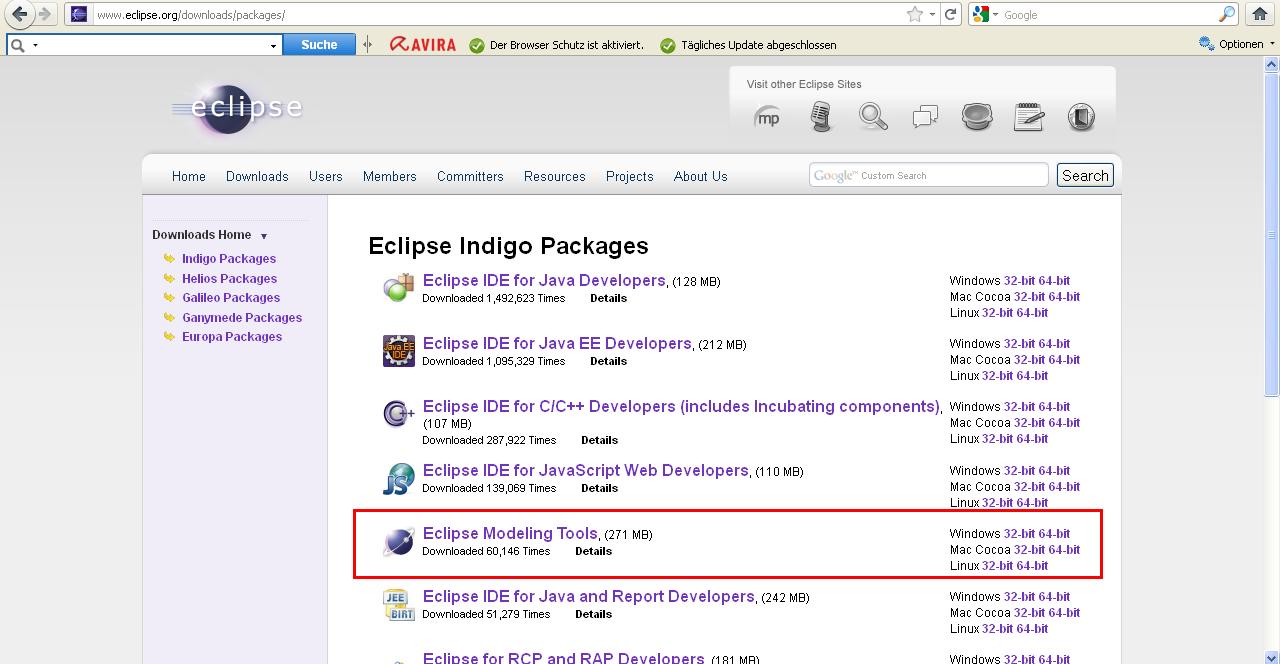 www.eclipse.org/downloads/packages/
Google
Suche
AVIRA
Der Browser Schutz ist aktiviert.
Tägliches Update abgeschlossen
Optionen
eclipse
Visit other Eclipse Sites
mp
Home Downloads Users Members Committers Resources Projects About Us
Google™ Custom Search
Search
Downloads Home
Indigo Packages
Helios Packages
Galileo Packages
Ganymede Packages
Europa Packages
Eclipse Indigo Packages
Eclipse IDE for Java Developers, (128 MB)
Downloaded 1,492,623 Times Details
Windows 32-bit 64-bit
Mac Cocoa 32-bit 64-bit
Linux 32-bit 64-bit
Java EE
IDE
Eclipse IDE for Java EE Developers, (212 MB)
Downloaded 1,095,329 Times Details
Windows 32-bit 64-bit
Mac Cocoa 32-bit 64-bit
Linux 32-bit 64-bit
C++
Eclipse IDE for C/C++ Developers (includes Incubating components),
(107 MB)
Downloaded 287,922 Times Details
Windows 32-bit 64-bit
Mac Cocoa 32-bit 64-bit
Linux 32-bit 64-bit
JS
Eclipse IDE for JavaScript Web Developers, (110 MB)
Downloaded 139,069 Times Details
Windows 32-bit 64-bit
Mac Cocoa 32-bit 64-bit
Linux 32-bit 64-bit
Eclipse Modeling Tools, (271 MB)
Downloaded 60,146 Times Details
Windows 32-bit 64-bit
Mac Cocoa 32-bit 64-bit
Linux 32-bit 64-bit
JEE
BIRT
Eclipse IDE for Java and Report Developers, (242 MB)
Downloaded 51,279 Times Details
Windows 32-bit 64-bit
Mac Cocoa 32-bit 64-bit
Linux 32-bit 64-bit
Eclipse for RCP and RAP Developers, (181 MB)
Windows 32-bit 64-bit